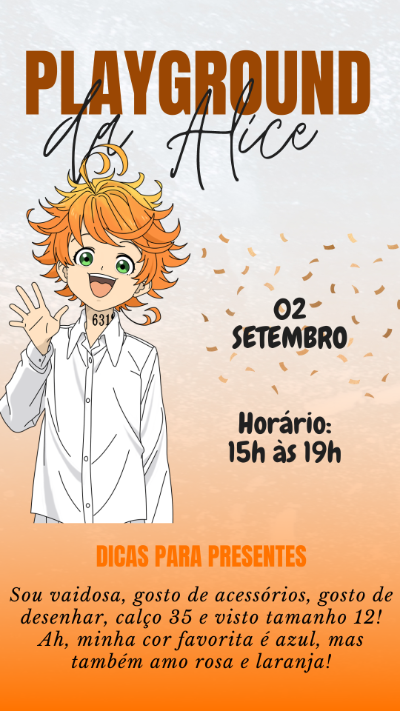 PLAYGROUND
da Alice
631
02
SETEMBRO
Horário:
15h às 19h
DICAS PARA PRESENTES
Sou vaidosa, gosto de acessórios, gosto de
desenhar, calço 35 e visto tamanho 12!
Ah, minha cor favorita é azul, mas
também amo rosa e laranja!